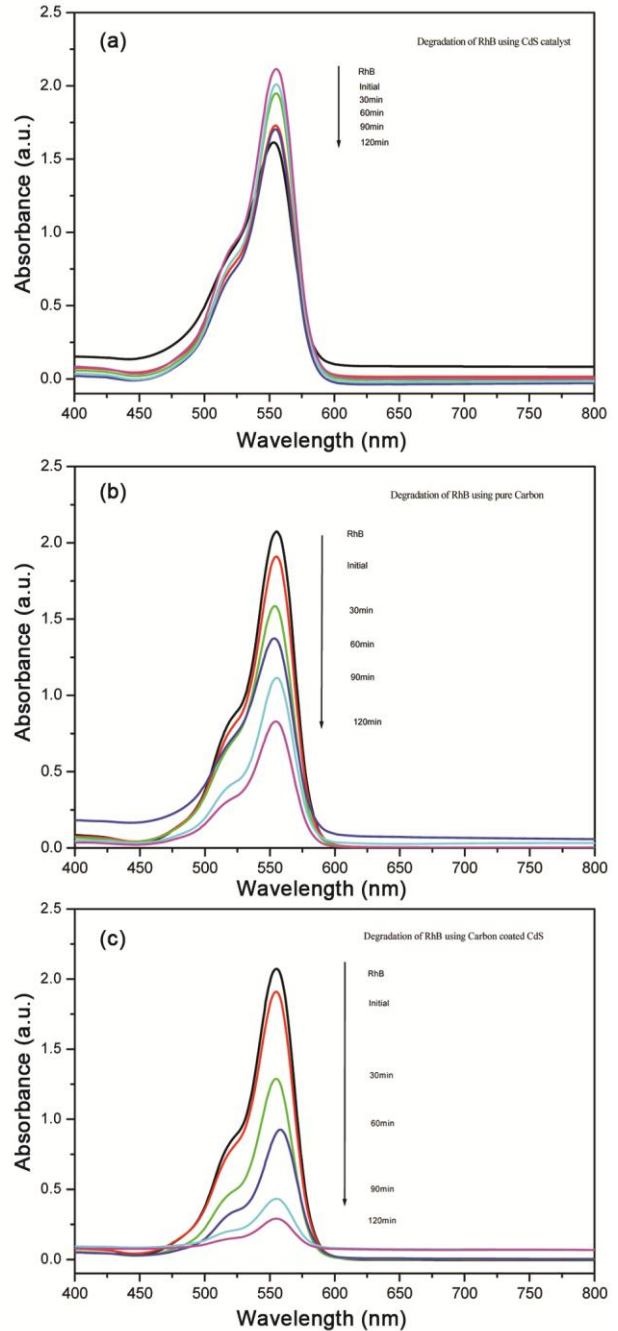 (a)
Degradation of RhB using CdS catalyst
RhB
Initial
30min
60min
90min
120min
2.5
2.0
1.5
1.0
0.5
0.0
Absorbance (a.u.)
400 450 500 550 600 650 700 750 800
Wavelength (nm)
(b)
Degradation of RhB using pure Carbon
RhB
Initial
30min
60min
90min
120min
2.5
2.0
1.5
1.0
0.5
0.0
Absorbance (a.u.)
400 450 500 550 600 650 700 750 800
Wavelength (nm)
(c)
Degradation of RhB using Carbon coated CdS
RhB
Initial
30min
60min
90min
120min
2.5
2.0
1.5
1.0
0.5
0.0
Absorbance (a.u.)
400 450 500 550 600 650 700 750 800
Wavelength (nm)